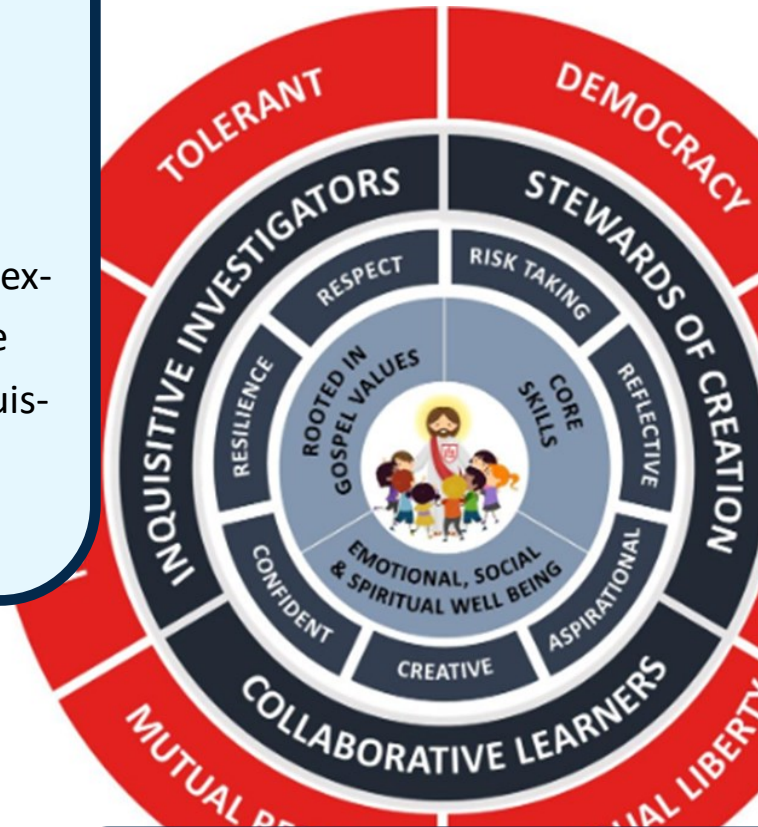 ex-
e
uis-
TOLERANT
DEMOCRACY
MUTUAL
UAL LIBERTY
INQUISITIVE INVESTIGATORS
STEWARDS OF CREATION
COLLABORATIVE LEARNERS
RESPECT
RISK TAKING
REFLECTIVE
ASPIRATIONAL
CREATIVE
CONFIDENT
RESILIENCE
ROOTED IN
GOSPEL VALUES
CORE
SKILLS
EMOTIONAL, SOCIAL
& SPIRITUAL WELL BEING